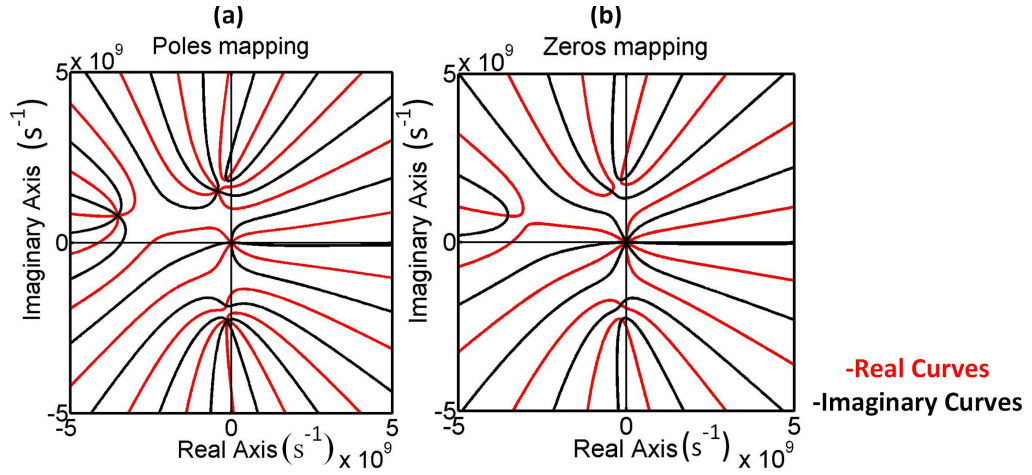 (a)
Poles mapping
5 x 10^9
Imaginary Axis (s^-1)
0
-5
-5
0
5
Real Axis (s^-1)
x 10^9
(b)
Zeros mapping
5 x 10^9
Imaginary Axis (s^-1)
0
-5
-5
0
5
Real Axis (s^-1)
x 10^9
-Real Curves
-Imaginary Curves